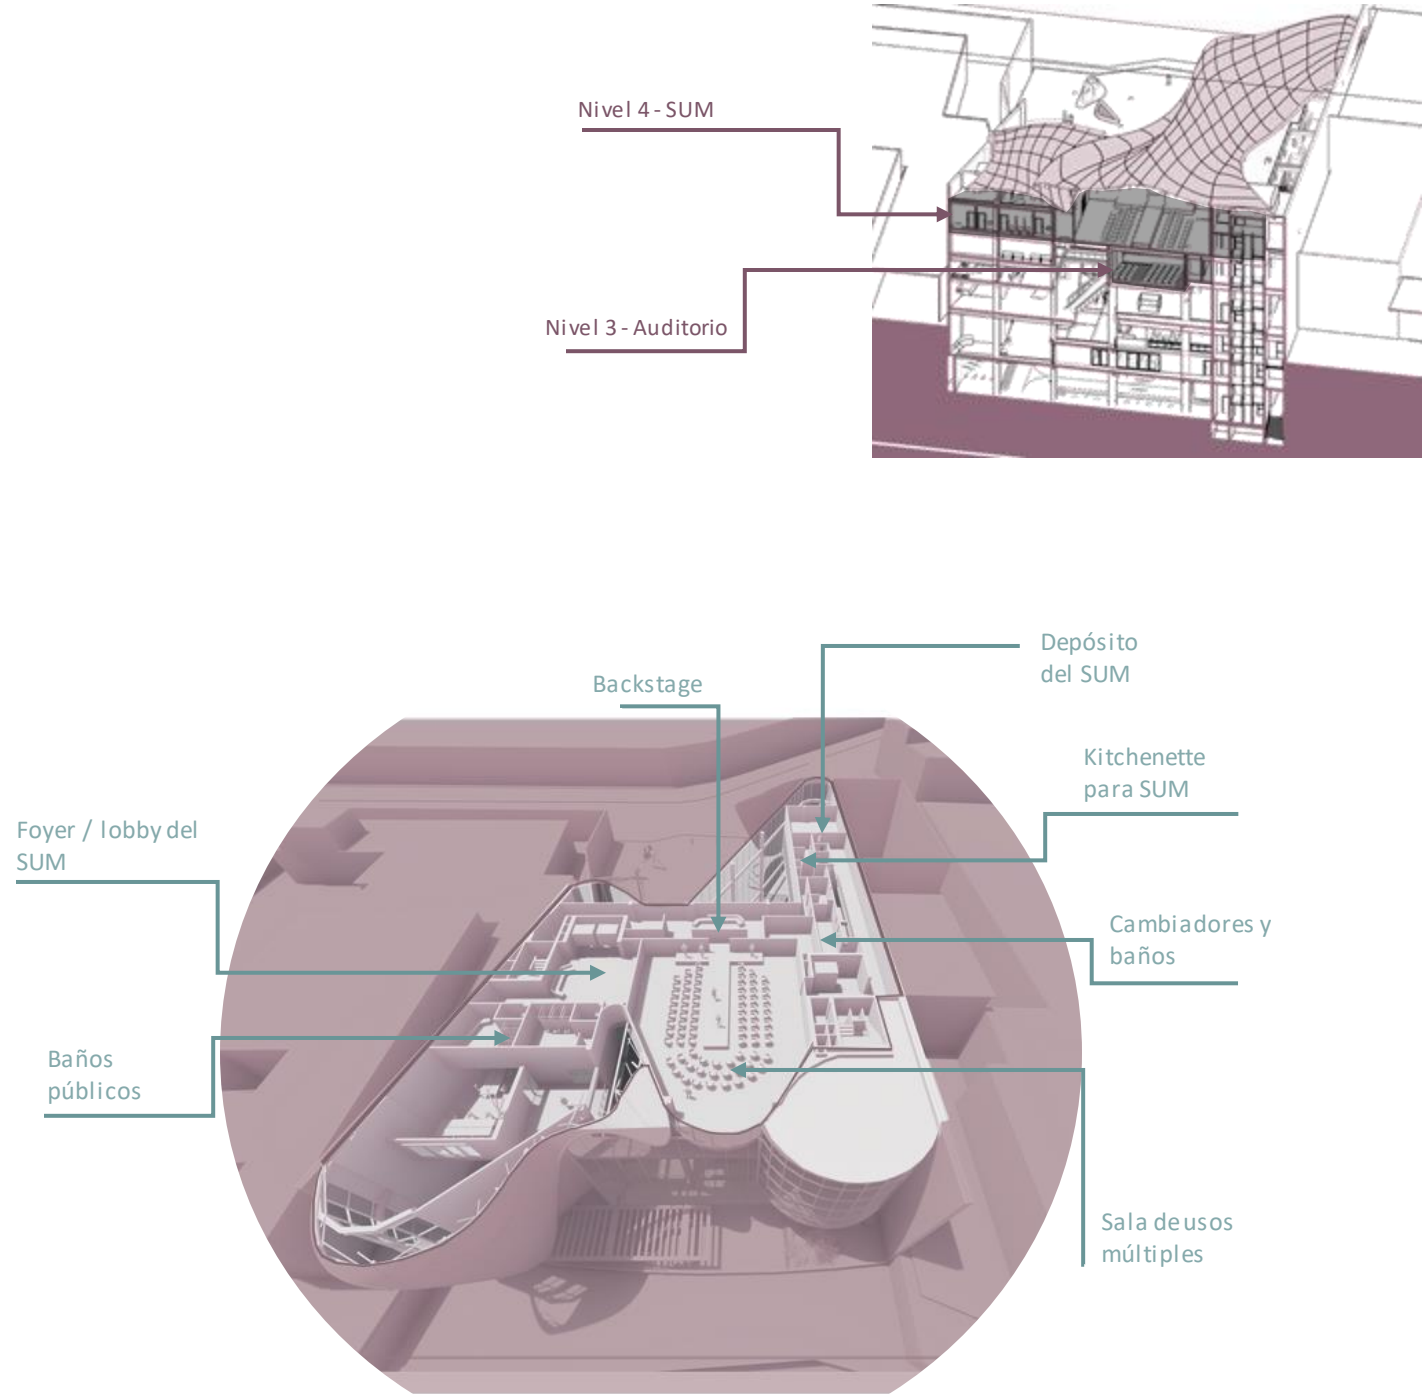 Nivel 4 - SUM
Nivel 3 - Auditorio
Depósito
del SUM
Backstage
Kitchenette
para SUM
Foyer / lobby del
SUM
Cambiadores y
baños
Baños
públicos
Sala de usos
múltiples